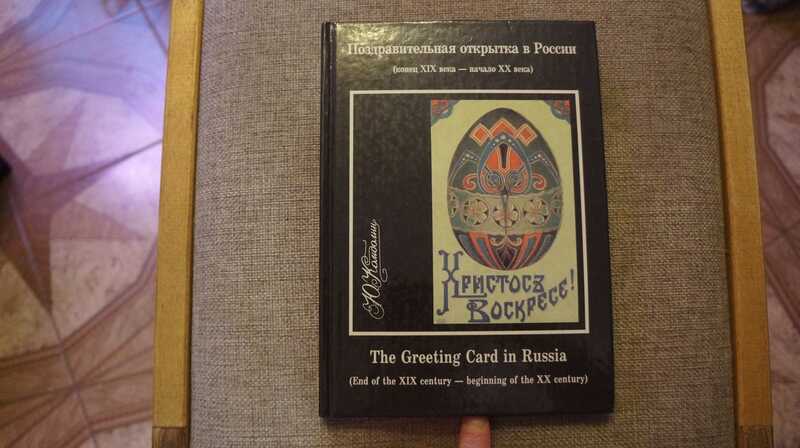 Поздравительная открытка в России
(конец XIX века — начало XX века)
Ю. Комболин
Христосъ
Воскресе!
The Greeting Card in Russia
(End of the XIX century — beginning of the XX century)